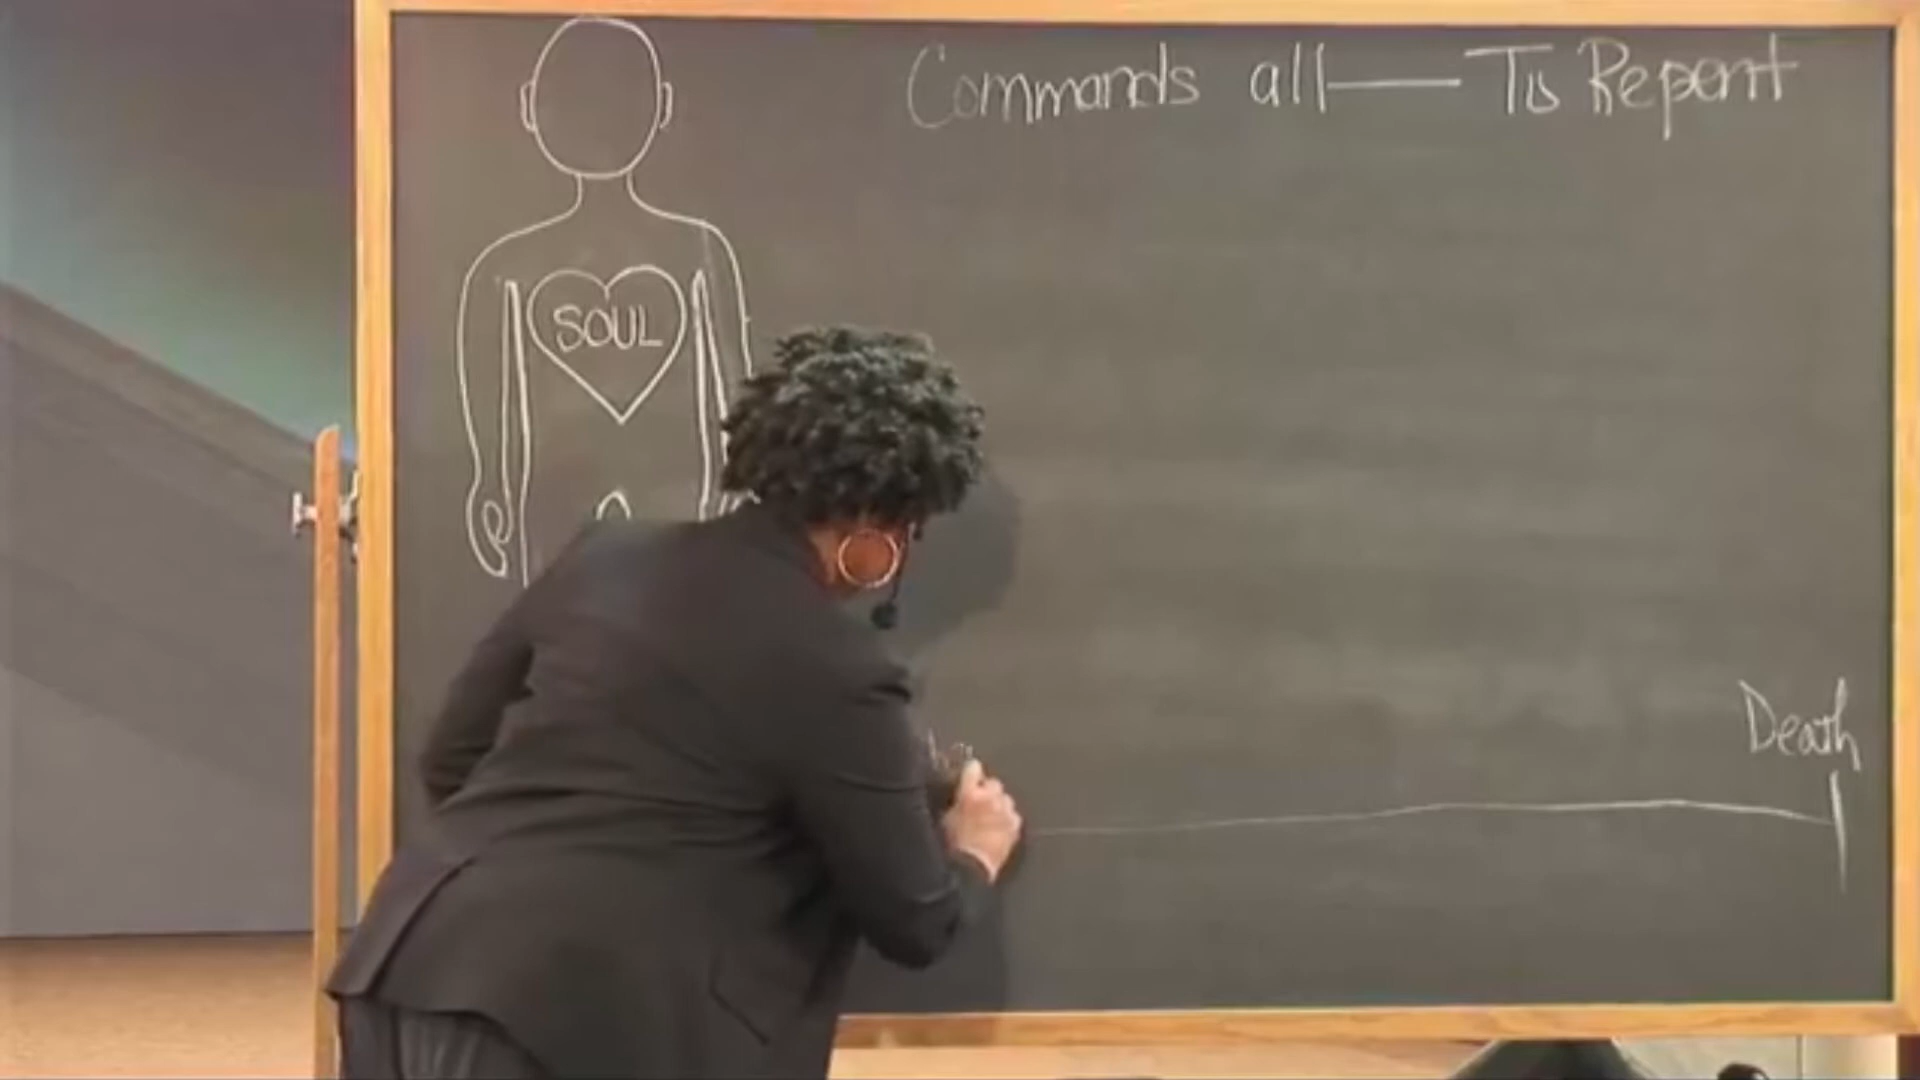 Commands all — To Repent
SOUL
Death